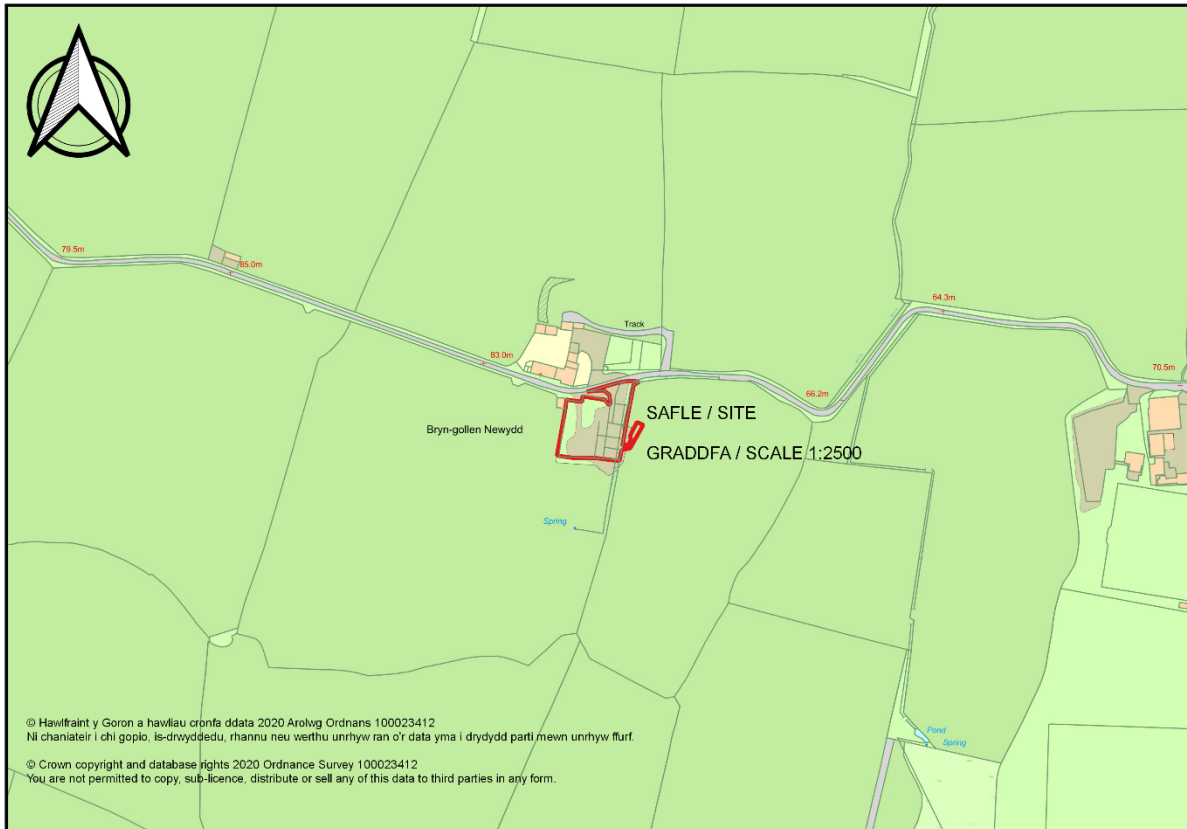 79.5m
85.0m
64.3m
Track
83.0m
70.5m
66.2m
SAFLE / SITE
Bryn-gollen Newydd
GRADDFA / SCALE 1:2500
Spring
© Hawlfraint y Goron a hawliau cronfa ddata 2020 Arolwg Ordnans 100023412
Ni chaniateir i chi gopio, is-drwyddedu, rhannu neu werthu unrhyw ran o'r data yma i drydydd parti mewn unrhyw ffurf.
Pond
Spring
© Crown copyright and database rights 2020 Ordnance Survey 100023412
You are not permitted to copy, sub-licence, distribute or sell any of this data to third parties in any form.